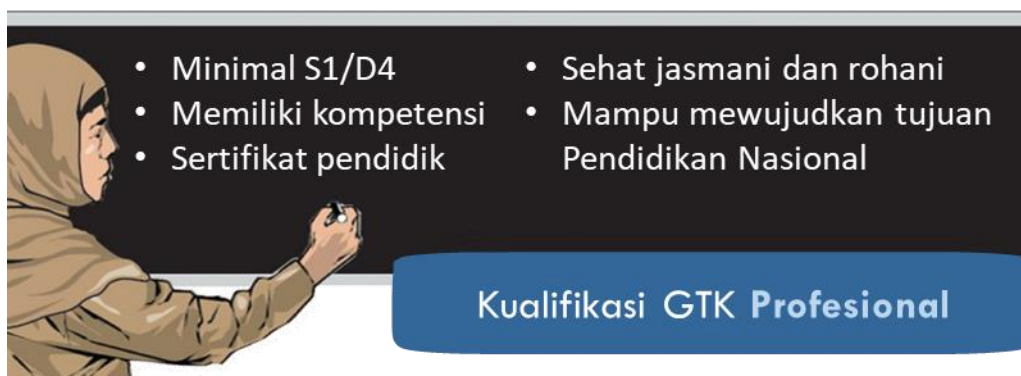 • Minimal S1/D4
• Memiliki kompetensi
• Sertifikat pendidik
• Sehat jasmani dan rohani
• Mampu mewujudkan tujuan
Pendidikan Nasional
Kualifikasi GTK Profesional